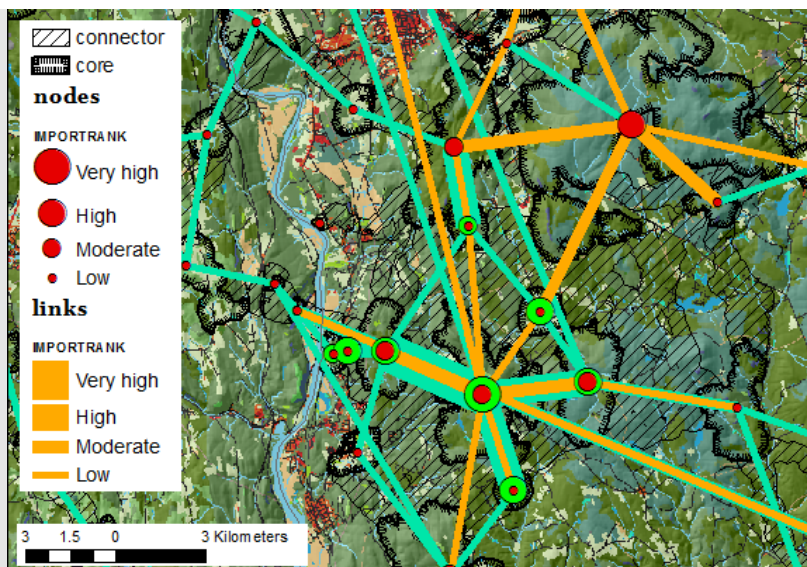 connector
core
nodes
IMPORTRANK
Very high
High
Moderate
Low
links
IMPORTRANK
Very high
High
Moderate
Low
3 1.5 0 3 Kilometers